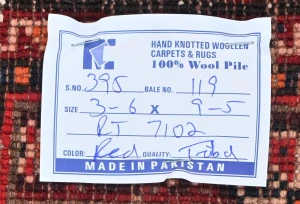 HAND KNOTTED WOOLLEN
CARPETS & RUGS
100% Wool Pile
S.NO. 395 BALE NO. 119
SIZE 3-6 x 9-5
RJ 7102
COLOR: Red QUALITY:
MADE IN PAKISTAN